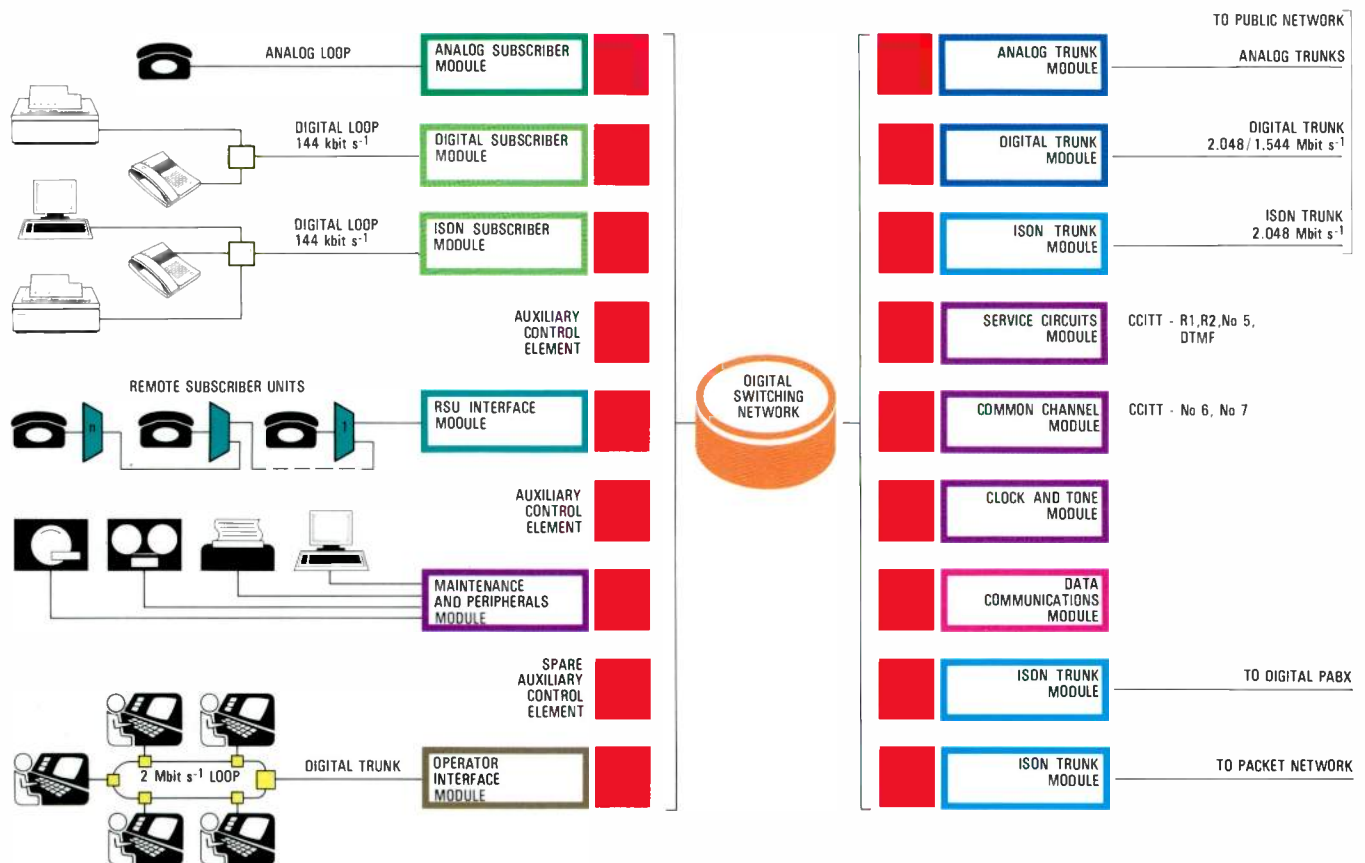 TO PUBLIC NETWORK
ANALOG LOOP
ANALOG SUBSCRIBER
MODULE
ANALOG TRUNK
MODULE
ANALOG TRUNKS
DIGITAL LOOP
144 kbit s-1
DIGITAL SUBSCRIBER
MODULE
DIGITAL TRUNK
MODULE
DIGITAL TRUNK
2.048/1.544 Mbit s-1
DIGITAL LOOP
144 kbit s-1
ISDN SUBSCRIBER
MODULE
ISDN TRUNK
MODULE
ISDN TRUNK
2.048 Mbit s-1
AUXILIARY
CONTROL
ELEMENT
SERVICE CIRCUITS
MODULE
CCITT - R1,R2,No 5,
DTMF
DIGITAL
SWITCHING
NETWORK
REMOTE SUBSCRIBER UNITS
n
1
RSU INTERFACE
MODULE
COMMON CHANNEL
MODULE
CCITT - No 6, No 7
AUXILIARY
CONTROL
ELEMENT
CLOCK AND TONE
MODULE
MAINTENANCE
AND PERIPHERALS
MODULE
DATA
COMMUNICATIONS
MODULE
SPARE
AUXILIARY
CONTROL
ELEMENT
ISDN TRUNK
MODULE
TO DIGITAL PABX
2 Mbit s-1 LOOP
DIGITAL TRUNK
OPERATOR
INTERFACE
MODULE
ISDN TRUNK
MODULE
TO PACKET NETWORK